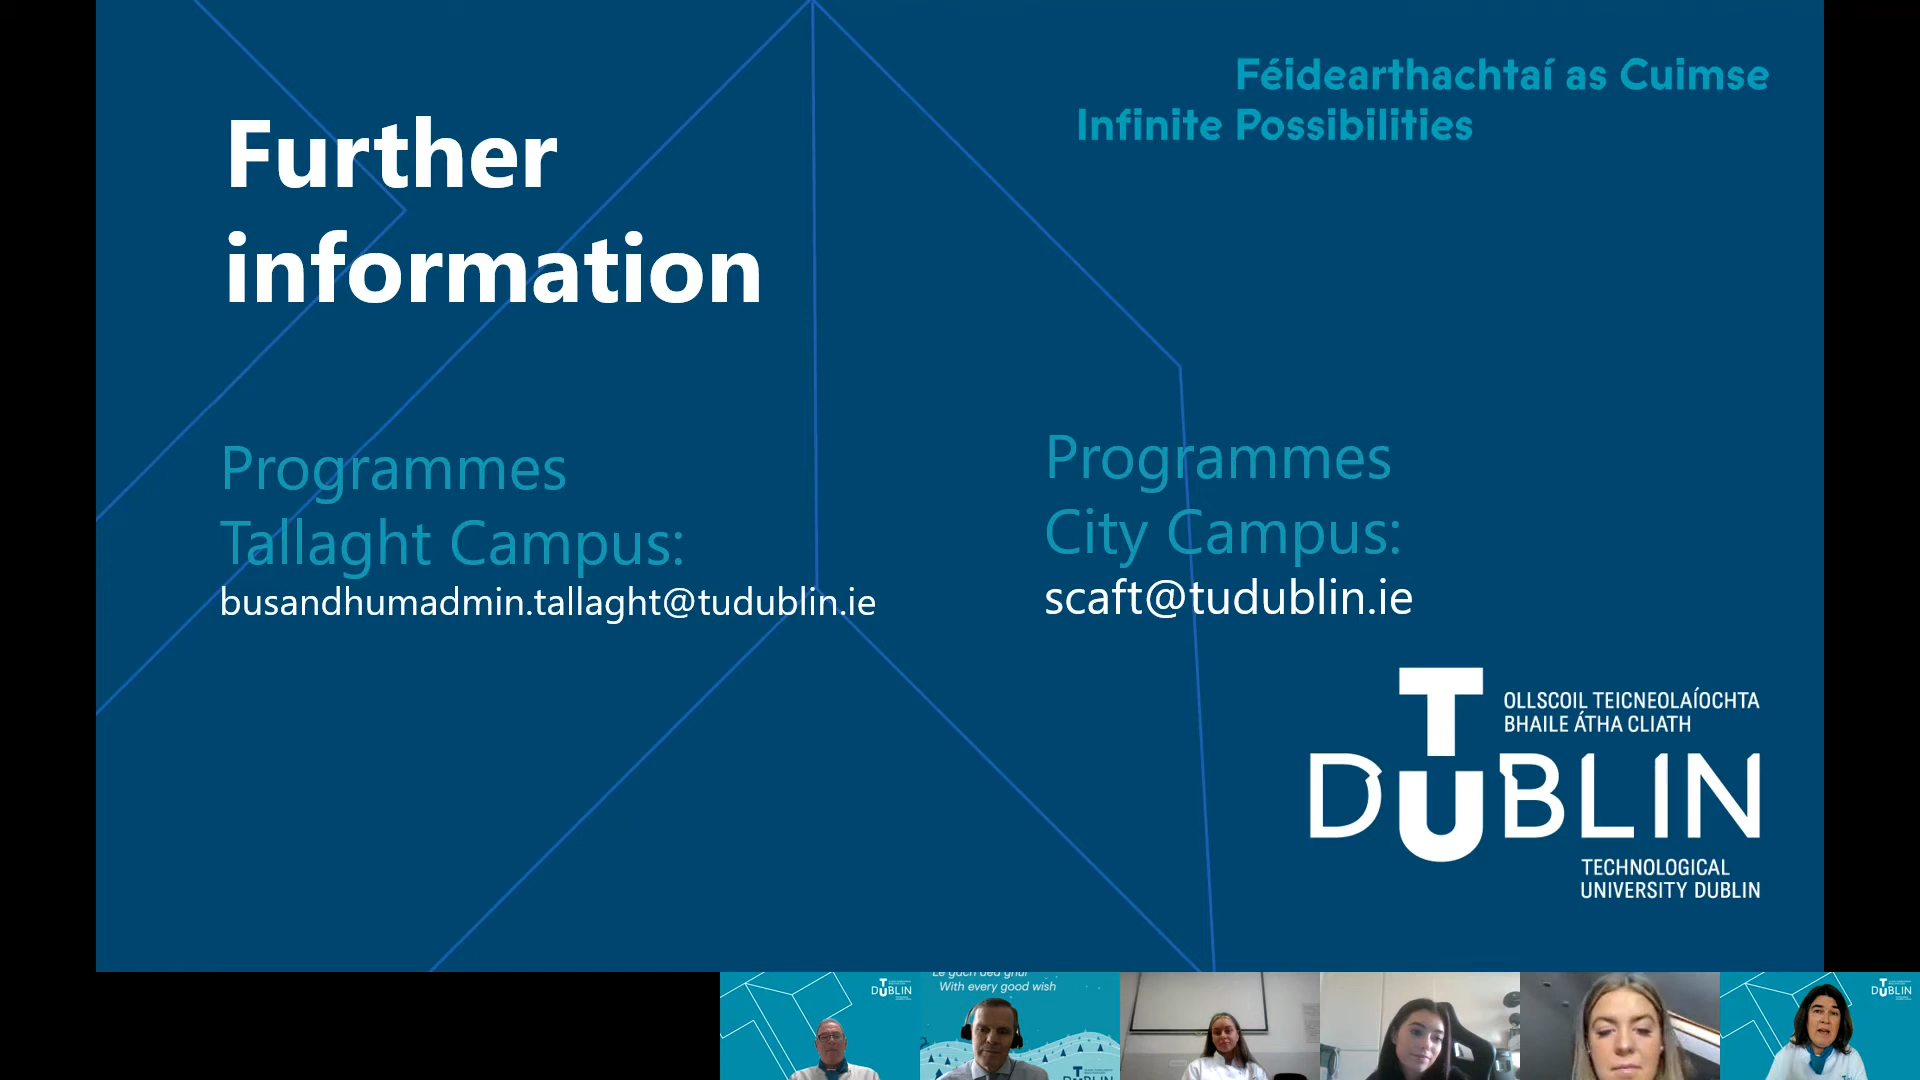 Féidearthachtaí as Cuimse
Infinite Possibilities
Further
information
Programmes
Tallaght Campus:
busandhumadmin.tallaght@tudublin.ie
Programmes
City Campus:
scaft@tudublin.ie
TU
OLLSCOIL TEICNEOLAÍOCHTA
BHAILE ÁTHA CLIATH
DUBLIN
TECHNOLOGICAL
UNIVERSITY DUBLIN
DUBLIN
With every good wish
DUBLIN